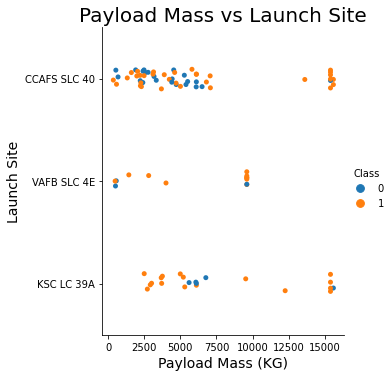 Payload Mass vs Launch Site
CCAFS SLC 40
VAFB SLC 4E
KSC LC 39A
Launch Site
0 2500 5000 7500 10000 12500 15000
Payload Mass (KG)
Class
0
1